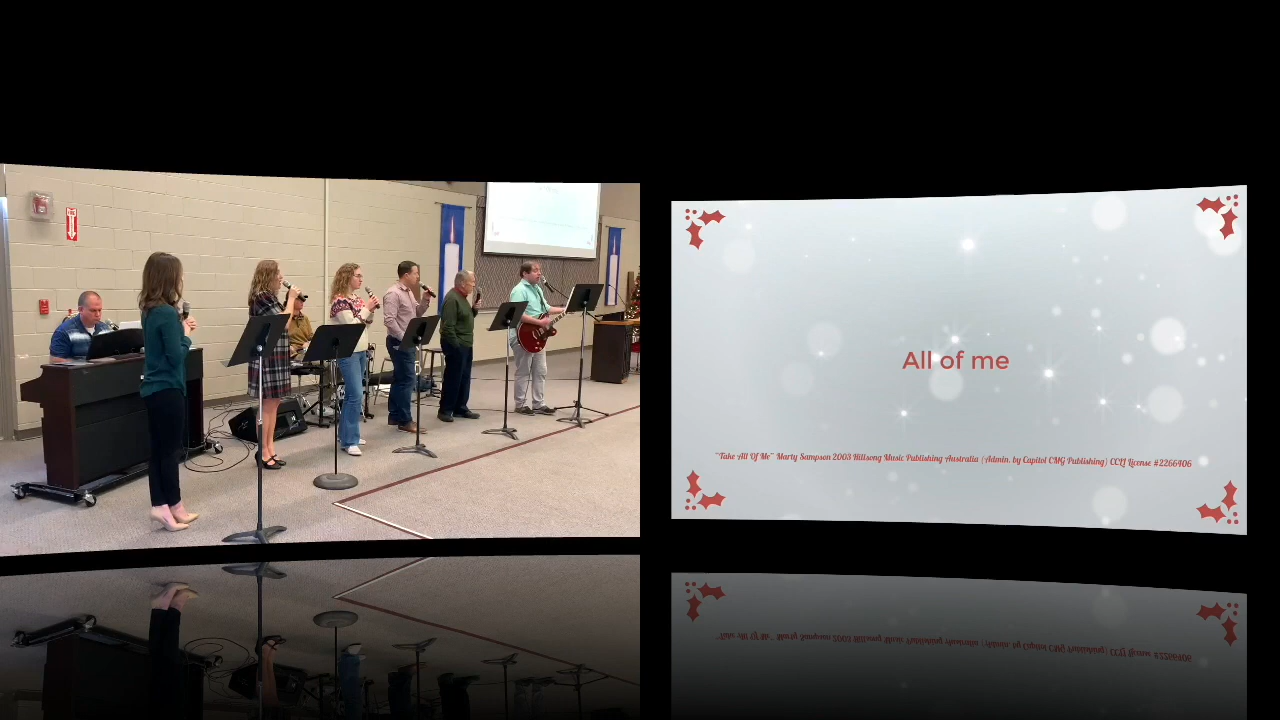 All of me
"Take All Of Me" Marty Sampson 2003 Hillsong Music Publishing Australia (Admin. by Capitol CMG Publishing) CCLI License #2266406